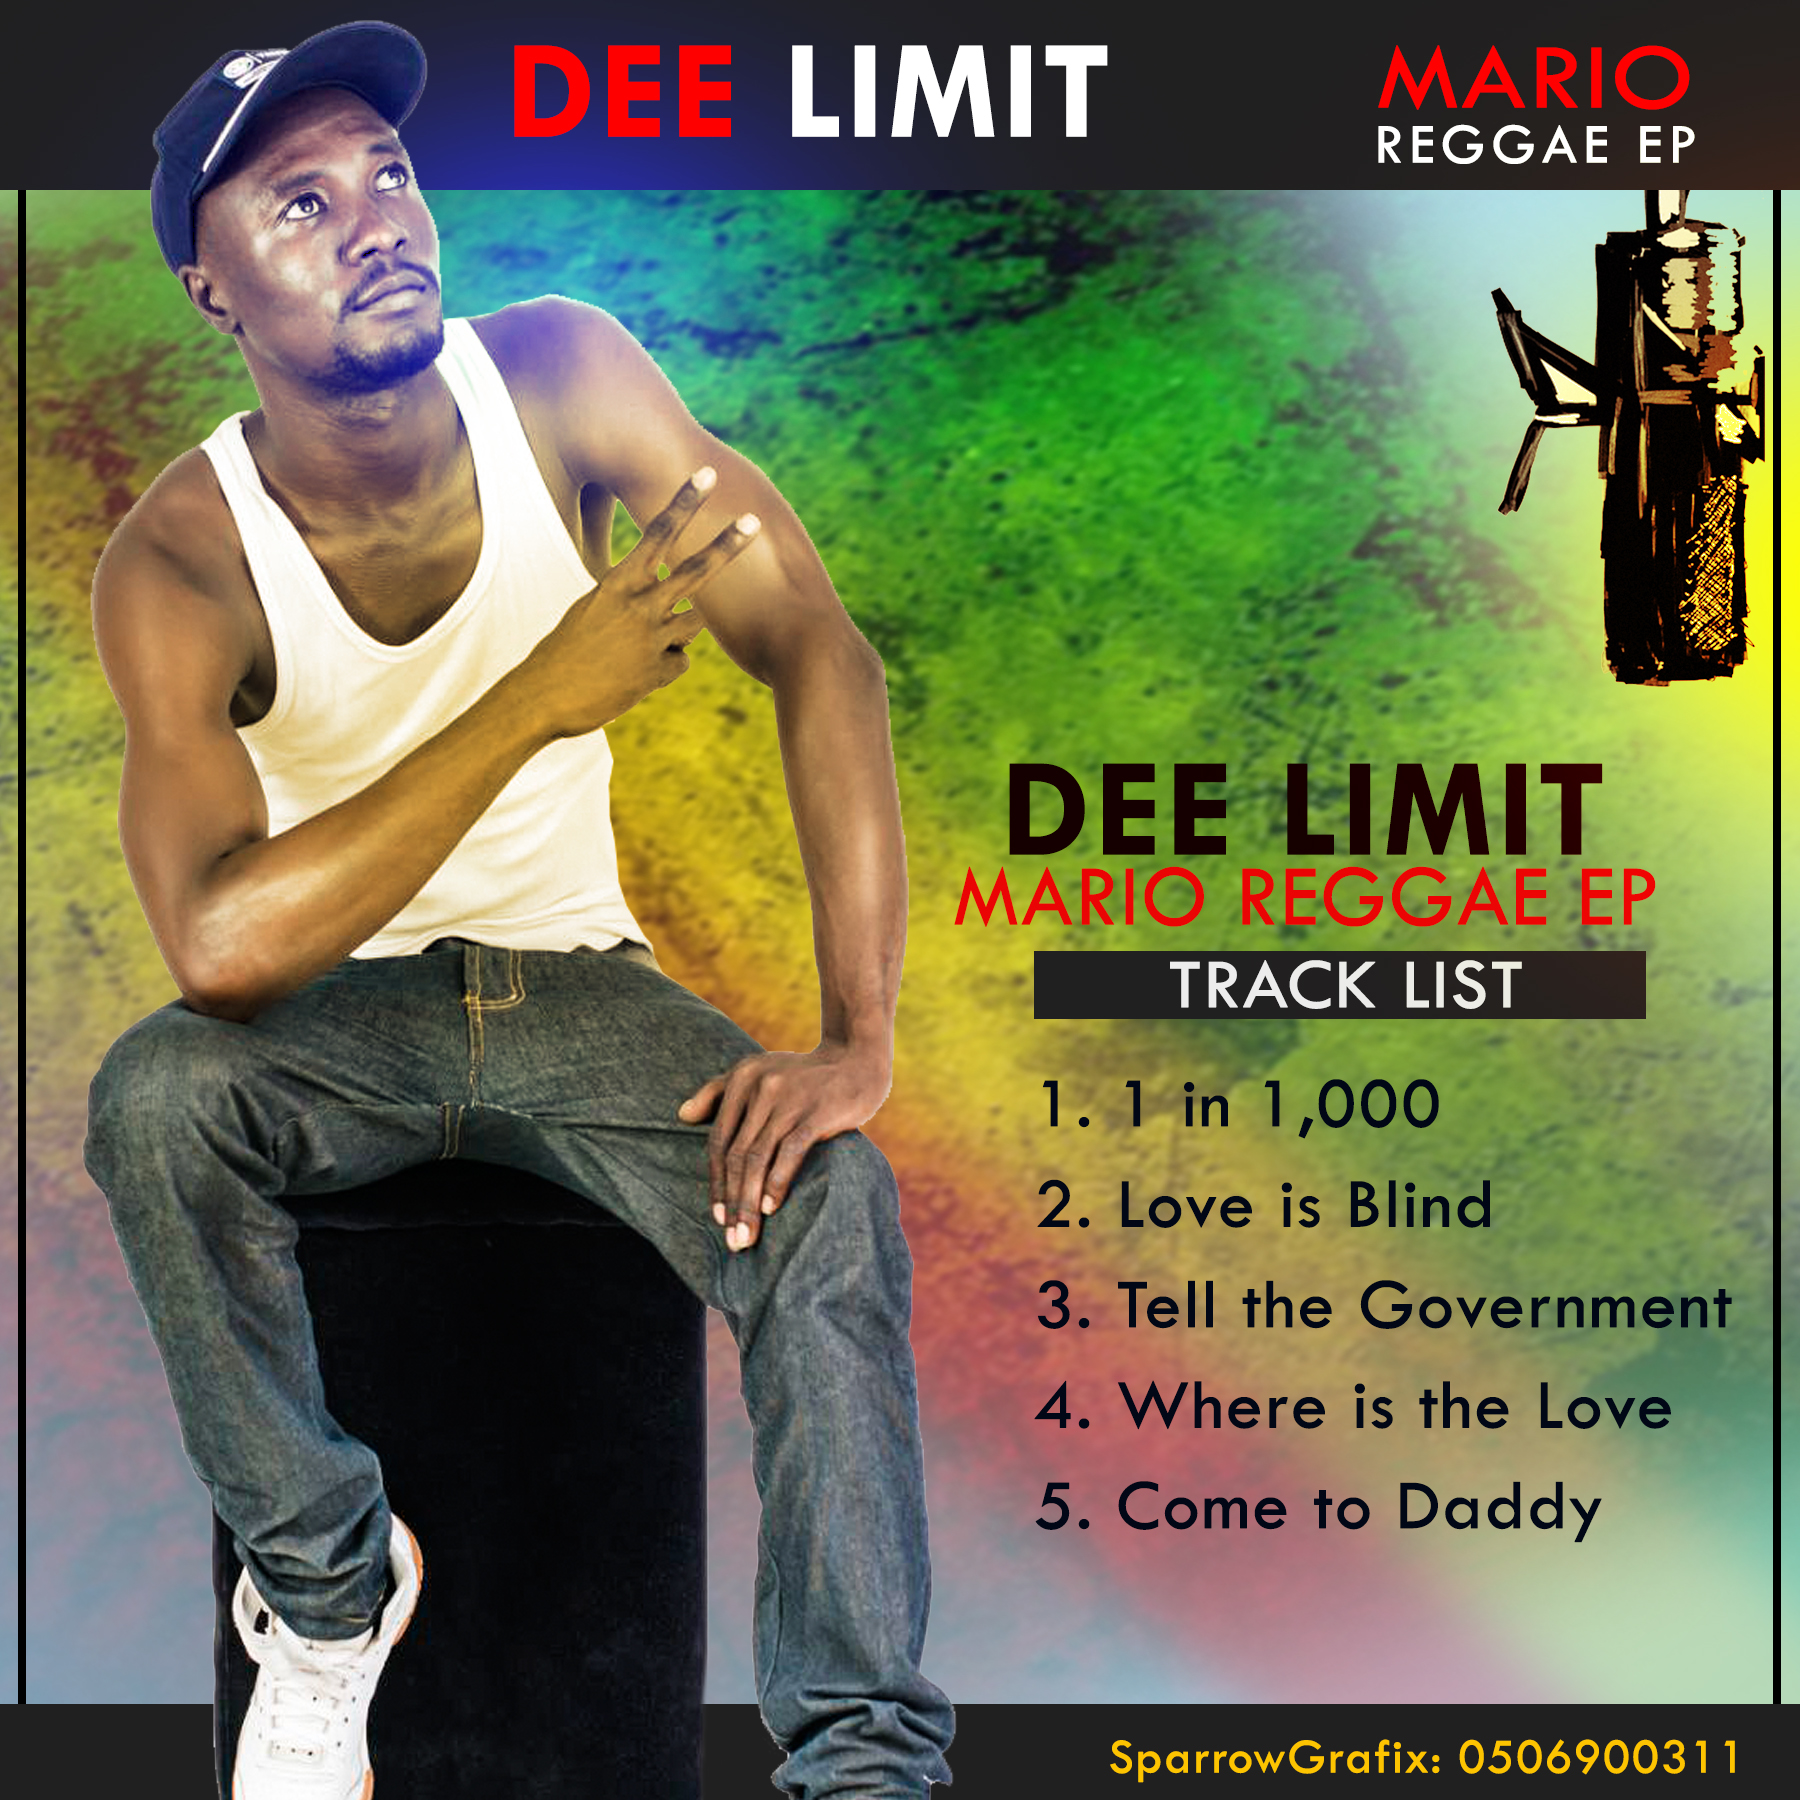 DEE LIMIT
MARIO
REGGAE EP
DEE LIMIT
MARIO REGGAE EP
TRACK LIST
1. 1 in 1,000
2. Love is Blind
3. Tell the Government
4. Where is the Love
5. Come to Daddy
SparrowGrafix: 0506900311